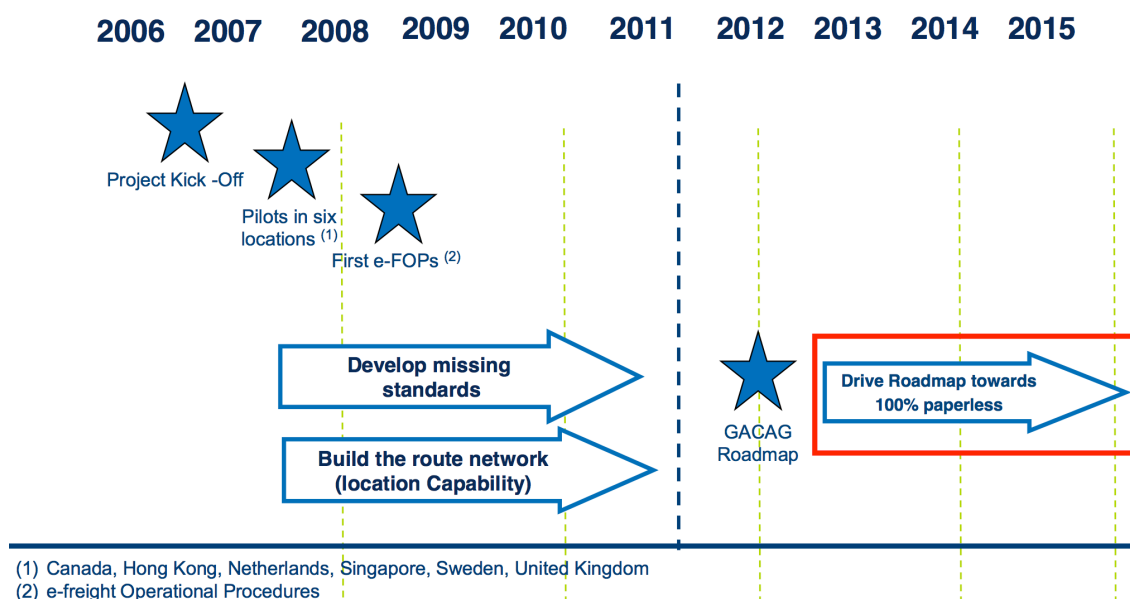 2006 2007 2008 2009 2010 2011 2012 2013 2014 2015
Project Kick -Off
Pilots in six
locations (1)
First e-FOPs (2)
Develop missing
standards
Build the route network
(location Capability)
GACAG
Roadmap
Drive Roadmap towards
100% paperless
(1) Canada, Hong Kong, Netherlands, Singapore, Sweden, United Kingdom
(2) e-freight Operational Procedures